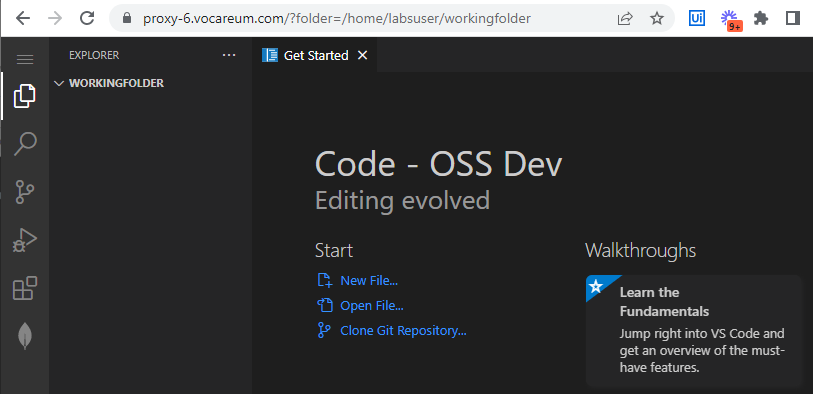 proxy-6.vocareum.com/?folder=/home/labsuser/workingfolder
Ui
9+
EXPLORER
WORKINGFOLDER
Get Started
Code - OSS Dev
Editing evolved
Start
New File...
Open File...
Clone Git Repository...
Walkthroughs
Learn the
Fundamentals
Jump right into VS Code and
get an overview of the must-
have features.